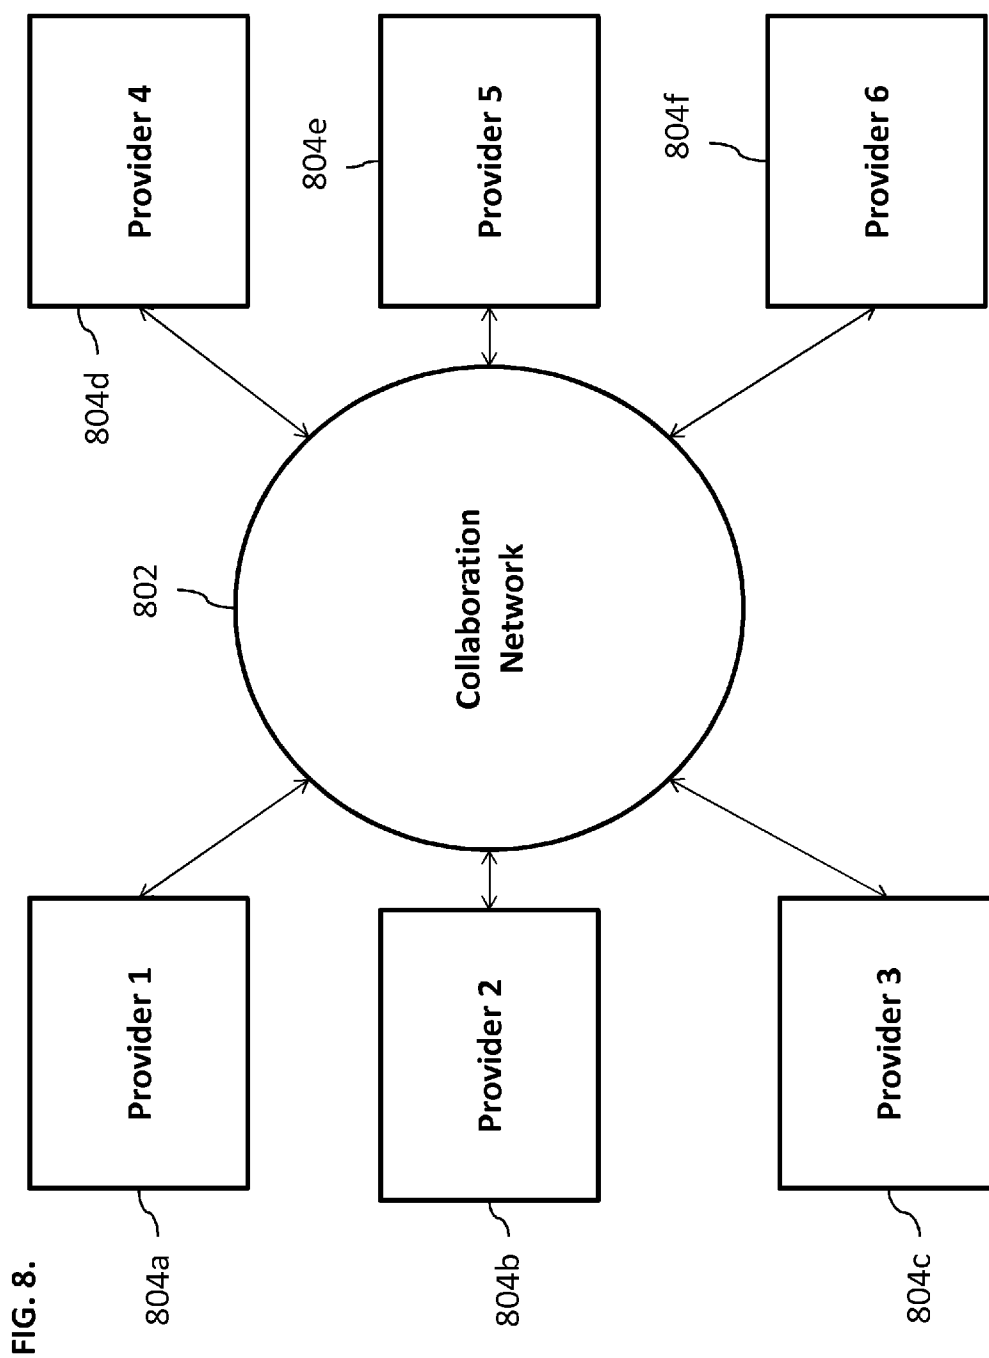 FIG. 8.
804a
Provider 1
802
804d
Provider 4
804b
Provider 2
Collaboration
Network
804e
Provider 5
804c
Provider 3
804f
Provider 6